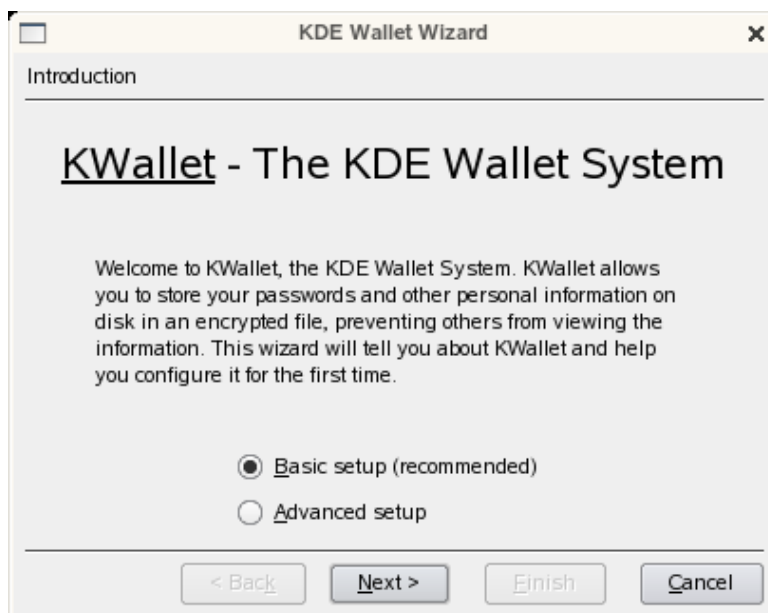 KDE Wallet Wizard
Introduction
KWallet - The KDE Wallet System
Welcome to KWallet, the KDE Wallet System. KWallet allows
you to store your passwords and other personal information on
disk in an encrypted file, preventing others from viewing the
information. This wizard will tell you about KWallet and help
you configure it for the first time.
Basic setup (recommended)
Advanced setup
< Back Next > Finish Cancel